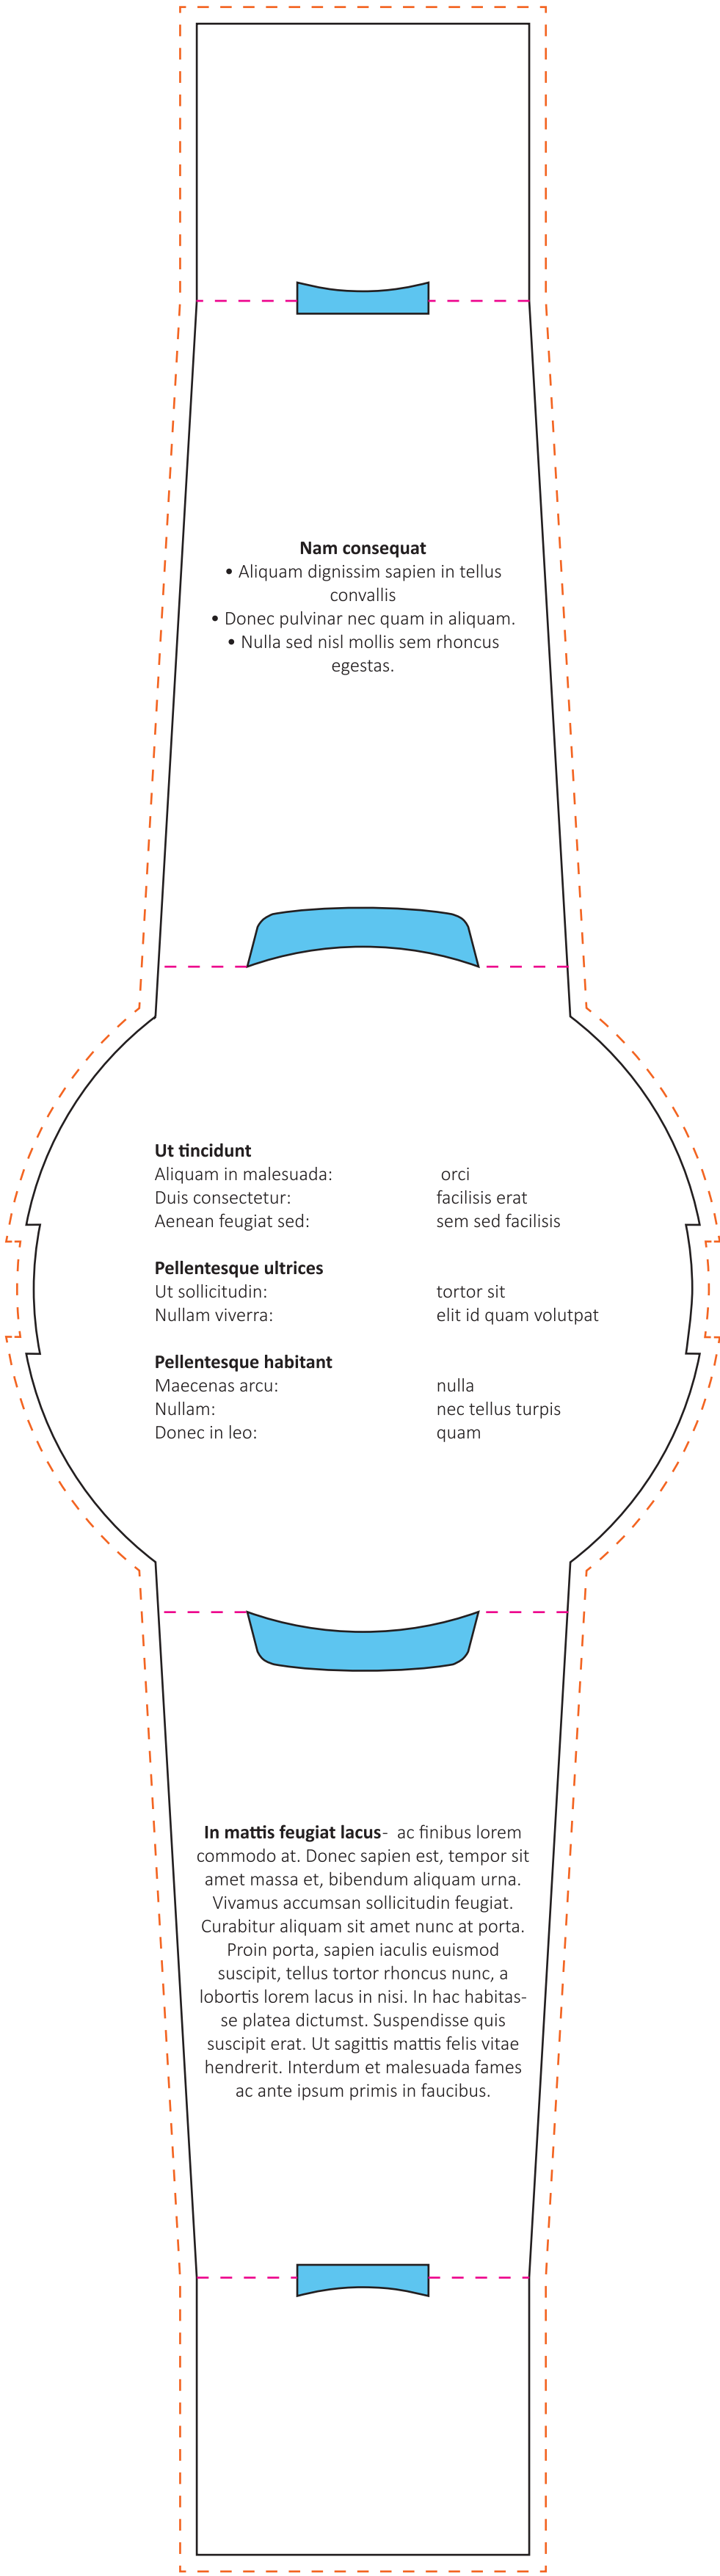 Nam consequat
• Aliquam dignissim sapien in tellus
convallis
• Donec pulvinar nec quam in aliquam.
• Nulla sed nisl mollis sem rhoncus
egestas.
Ut tincidunt
Aliquam in malesuada: orci
Duis consectetur: facilisis erat
Aenean feugiat sed: sem sed facilisis
Pellentesque ultrices
Ut sollicitudin: tortor sit
Nullam viverra: elit id quam volutpat
Pellentesque habitant
Maecenas arcu: nulla
Nullam: nec tellus turpis
Donec in leo: quam
In mattis feugiat lacus- ac finibus lorem
commodo at. Donec sapien est, tempor sit
amet massa et, bibendum aliquam urna.
Vivamus accumsan sollicitudin feugiat.
Curabitur aliquam sit amet nunc at porta.
Proin porta, sapien iaculis euismod
suscipit, tellus tortor rhoncus nunc, a
lobortis lorem lacus in nisi. In hac habitas-
se platea dictumst. Suspendisse quis
suscipit erat. Ut sagittis mattis felis vitae
hendrerit. Interdum et malesuada fames
ac ante ipsum primis in faucibus.